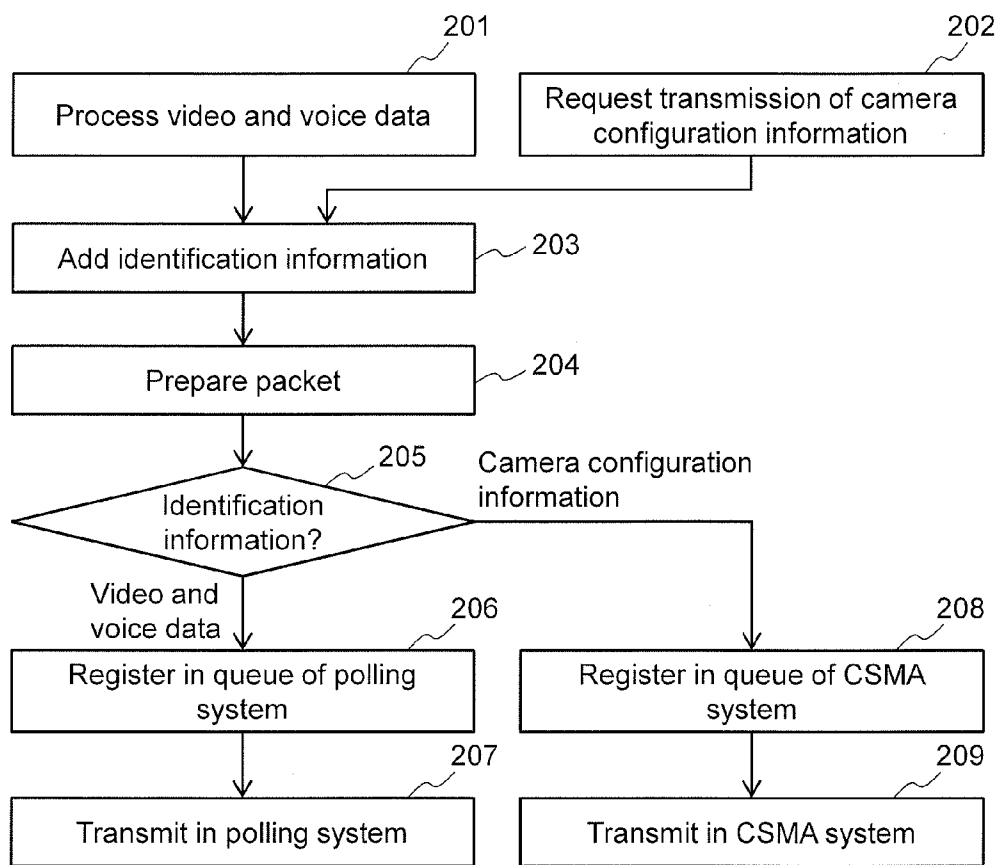 201
202
Process video and voice data
Request transmission of camera
configuration information
Add identification information
203
Prepare packet
204
205
Identification
information?
Camera configuration
information
Video and
voice data
206
208
Register in queue of polling
system
Register in queue of CSMA
system
207
209
Transmit in polling system
Transmit in CSMA system